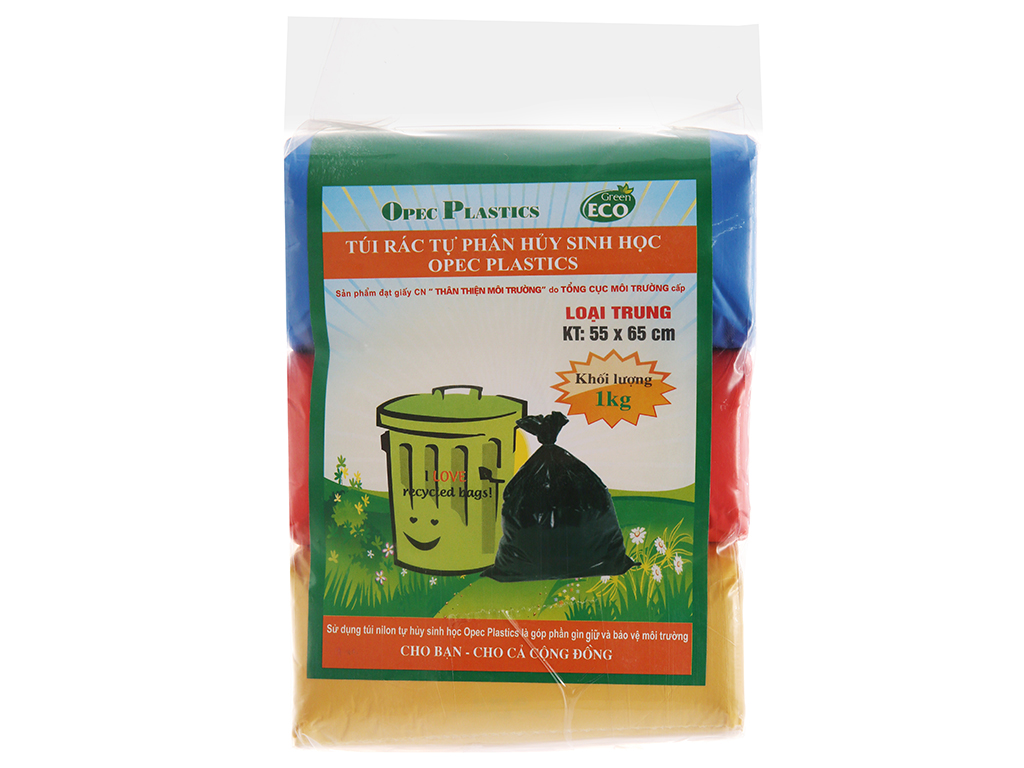 OPEC PLASTICS
Green
ECO
TÚI RÁC TỰ PHÂN HỦY SINH HỌC
OPEC PLASTICS
Sản phẩm đạt giấy CN “ THÂN THIỆN MÔI TRƯỜNG” do TỔNG CỤC MÔI TRƯỜNG cấp
LOẠI TRUNG
KT: 55 x 65 cm
Khối lượng
1kg
I LOVE
recycled bags!
Sử dụng túi nilon tự hủy sinh học Opec Plastics là góp phần gìn giữ và bảo vệ môi trường
CHO BẠN - CHO CẢ CỘNG ĐỒNG